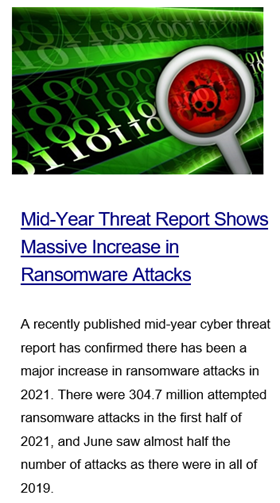 Mid-Year Threat Report Shows
Massive Increase in
Ransomware Attacks
A recently published mid-year cyber threat
report has confirmed there has been a
major increase in ransomware attacks in
2021. There were 304.7 million attempted
ransomware attacks in the first half of
2021, and June saw almost half the
number of attacks as there were in all of
2019.